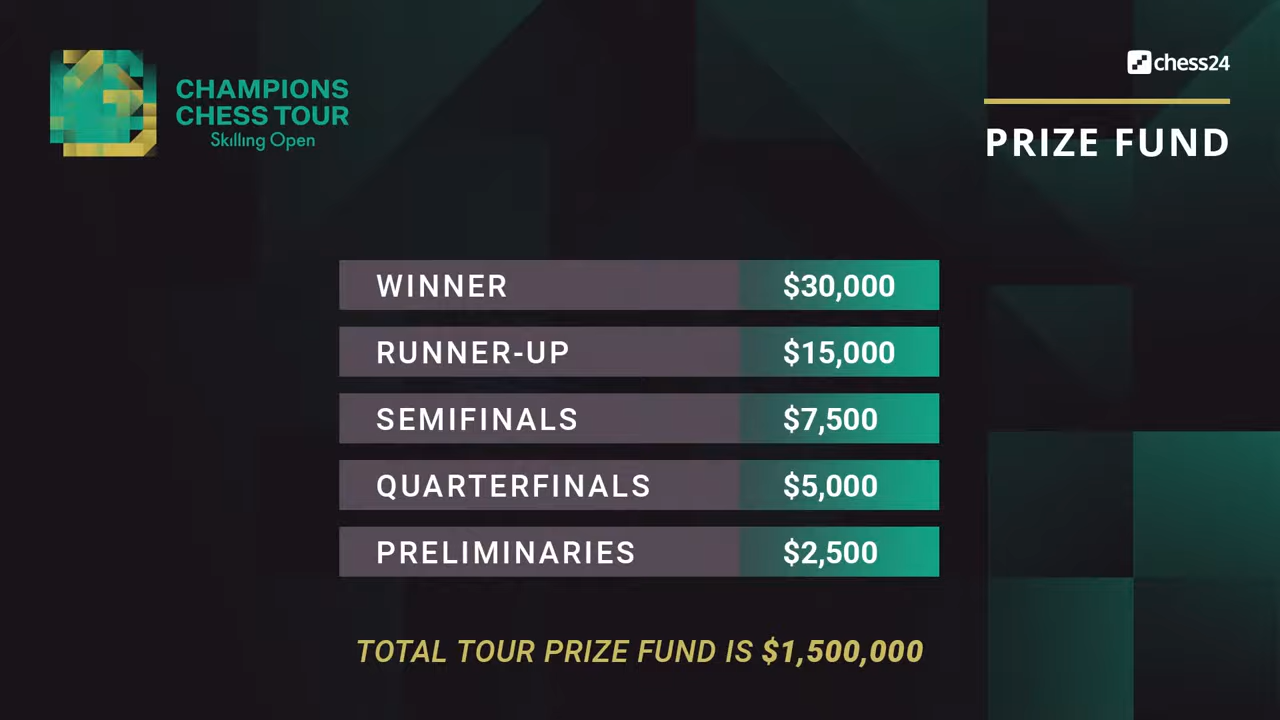 CHAMPIONS
CHESS TOUR
Skilling Open
chess24
PRIZE FUND
WINNER $30,000
RUNNER-UP $15,000
SEMIFINALS $7,500
QUARTERFINALS $5,000
PRELIMINARIES $2,500
TOTAL TOUR PRIZE FUND IS $1,500,000